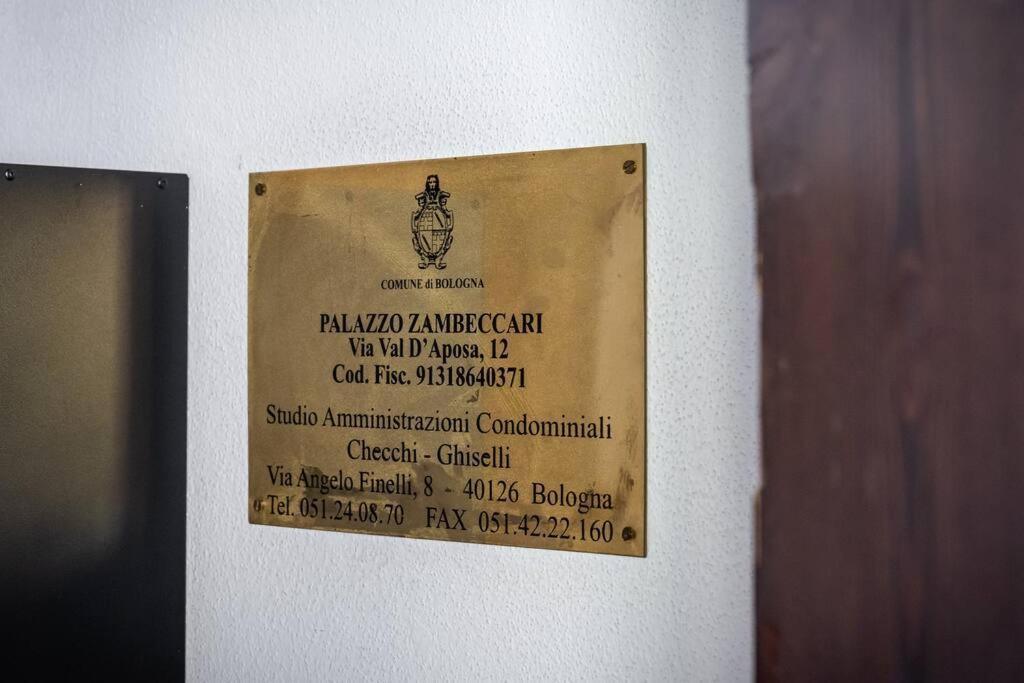 COMUNE di BOLOGNA
PALAZZO ZAMBECCARI
Via Val D'Aposa, 12
Cod. Fisc. 91318640371
Studio Amministrazioni Condominiali
Checchi - Ghiselli
Via Angelo Finelli, 8 - 40126 Bologna
Tel. 051.24.08.70 FAX 051.42.22.160